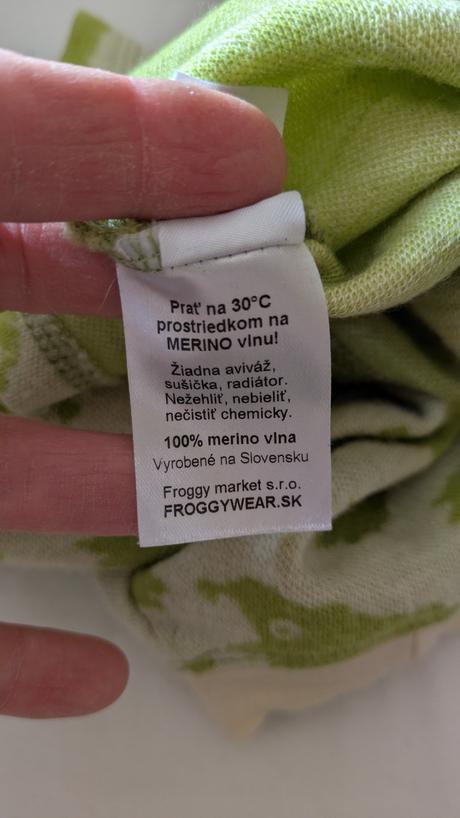 Prať na 30°C
prostriedkom na
MERINO vlnu!
Žiadna aviváž,
sušička, radiátor.
Nežehliť, nebieliť,
nečistiť chemicky.
100% merino vlna
Vyrobené na Slovensku
Froggy market s.r.o.
FROGGYWEAR.SK